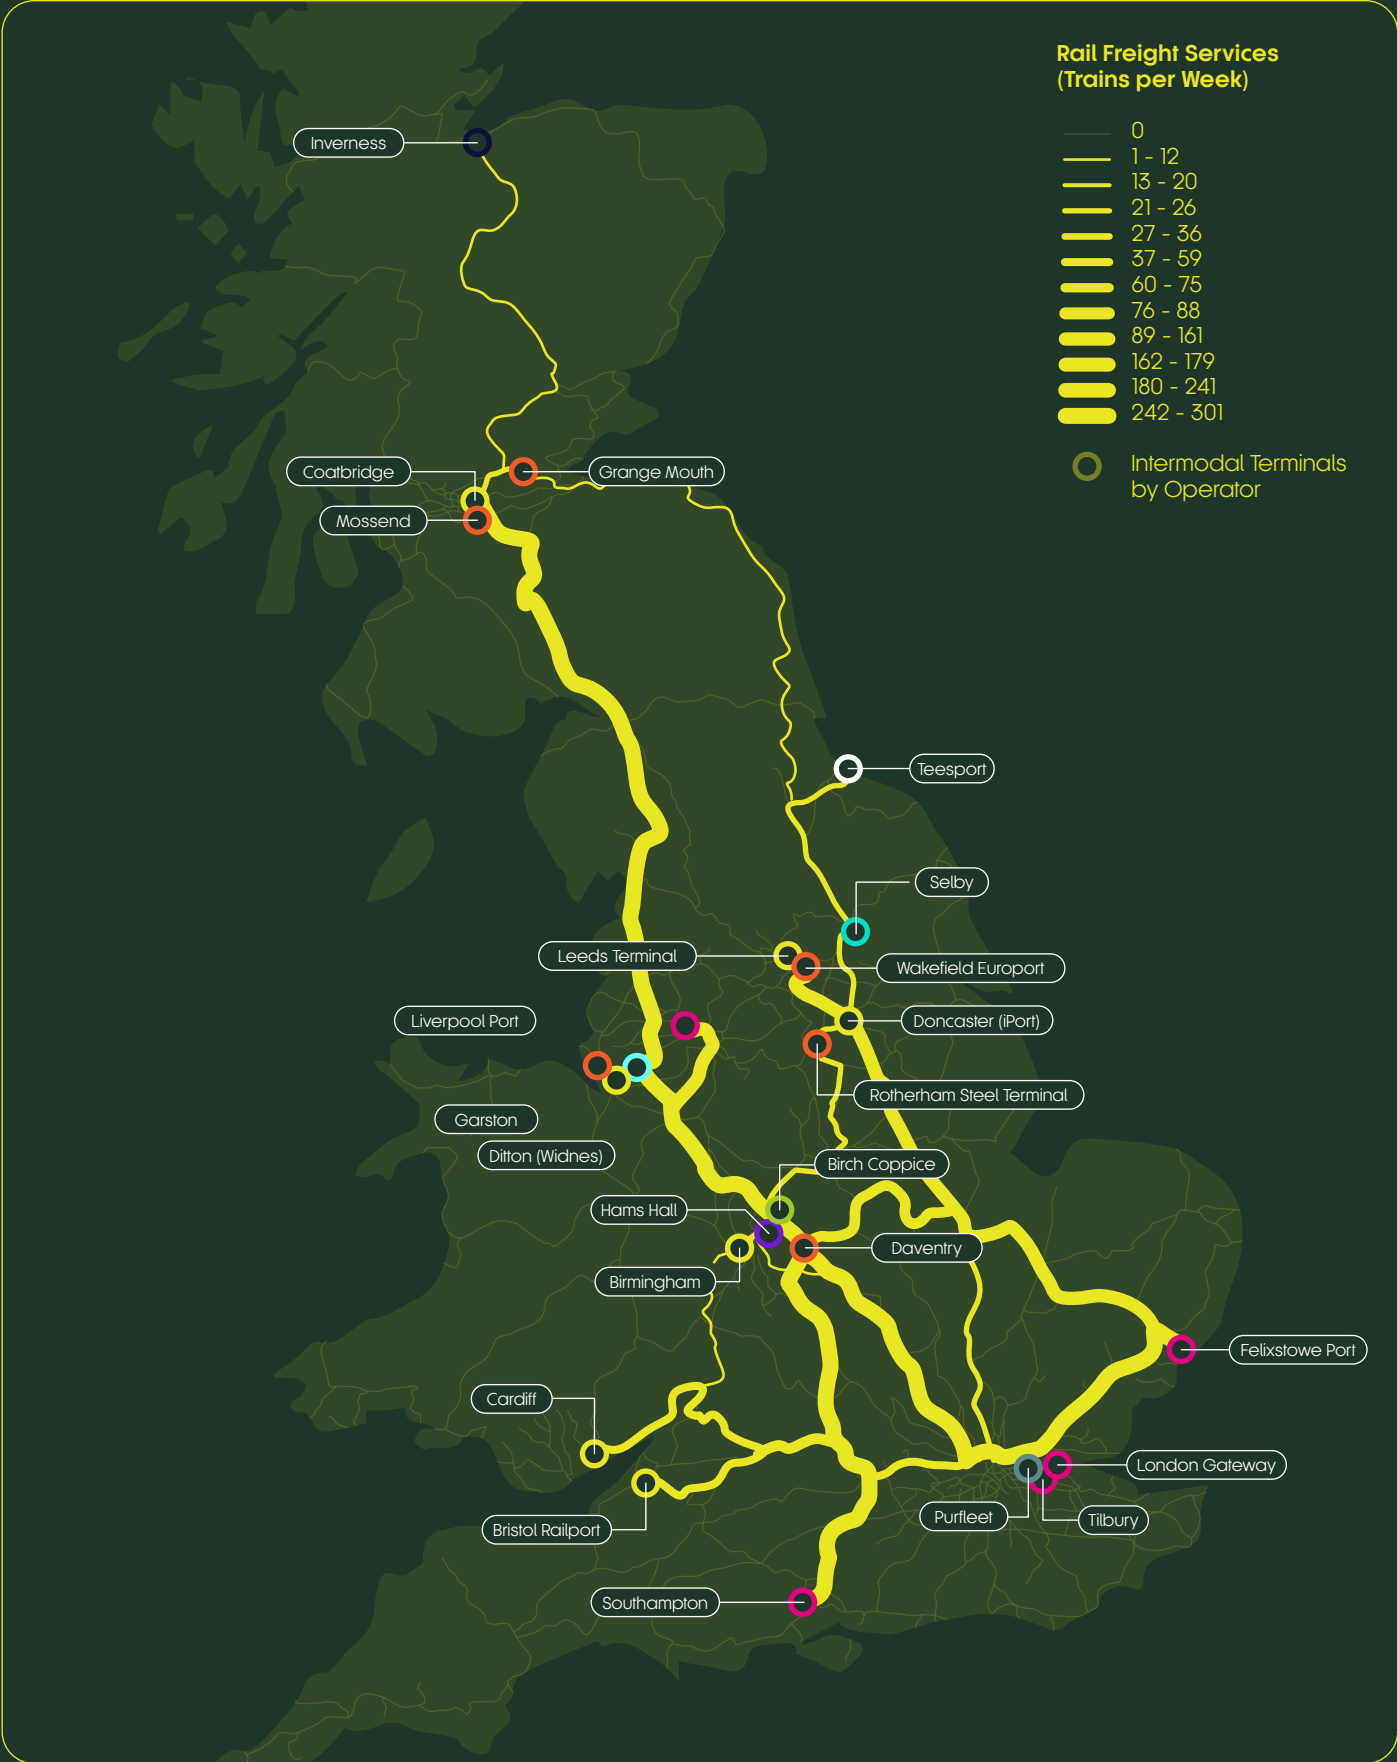 Rail Freight Services
(Trains per Week)
0
1 - 12
13 - 20
21 - 26
27 - 36
37 - 59
60 - 75
76 - 88
89 - 161
162 - 179
180 - 241
242 - 301
Intermodal Terminals
by Operator
Inverness
Coatbridge
Grange Mouth
Mossend
Teesport
Selby
Leeds Terminal
Wakefield Europort
Liverpool Port
Doncaster (iPort)
Rotherham Steel Terminal
Garston
Ditton (Widnes)
Birch Coppice
Hams Hall
Daventry
Birmingham
Felixstowe Port
Cardiff
London Gateway
Purfleet
Tilbury
Bristol Railport
Southampton